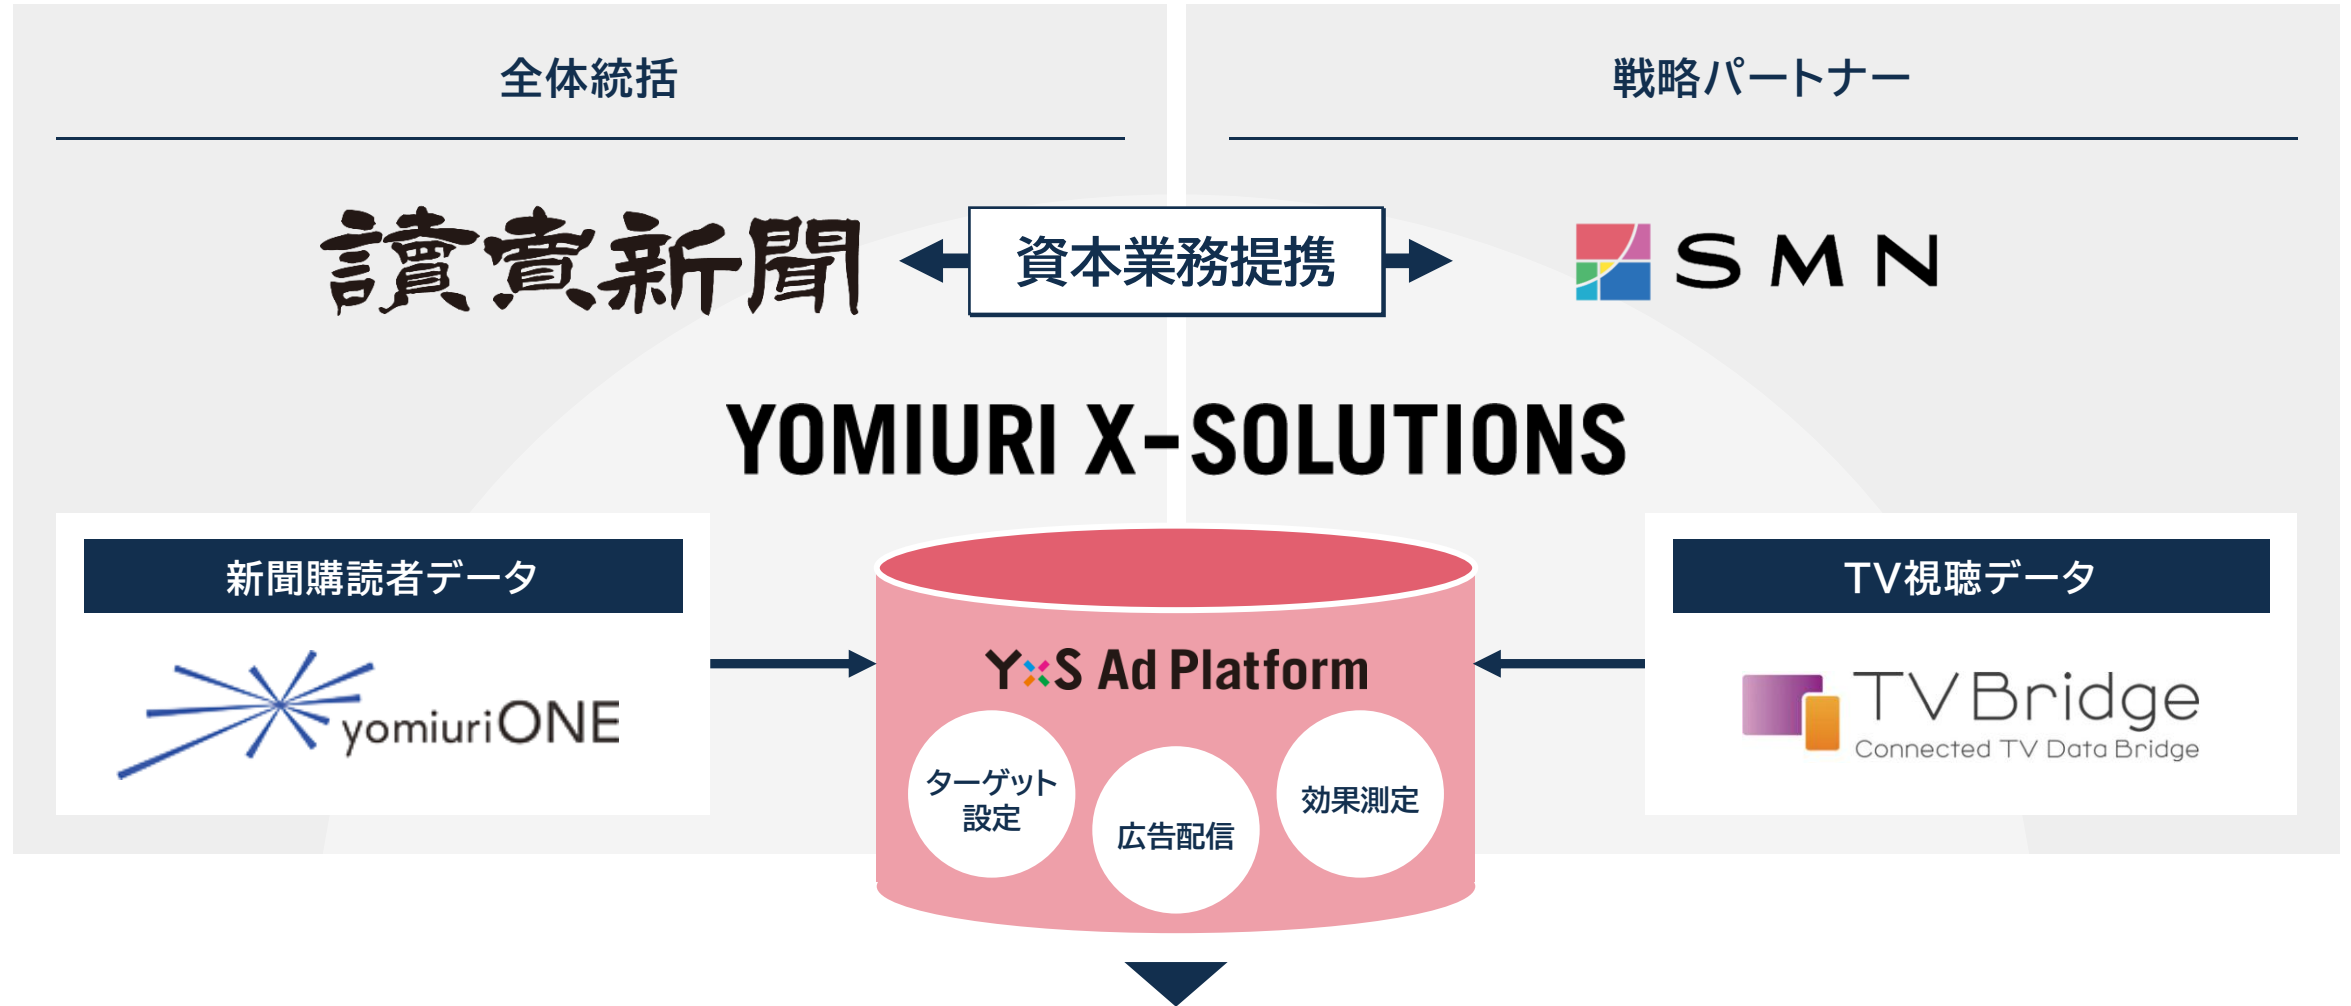 全体統括
戦略パートナー
讀賣新聞
資本業務提携
SMN
YOMIURI X-SOLUTIONS
新聞購読者データ
yomiuriONE
YxS Ad Platform
ターゲット
設定
広告配信
効果測定
TV視聴データ
TVBridge
Connected TV Data Bridge